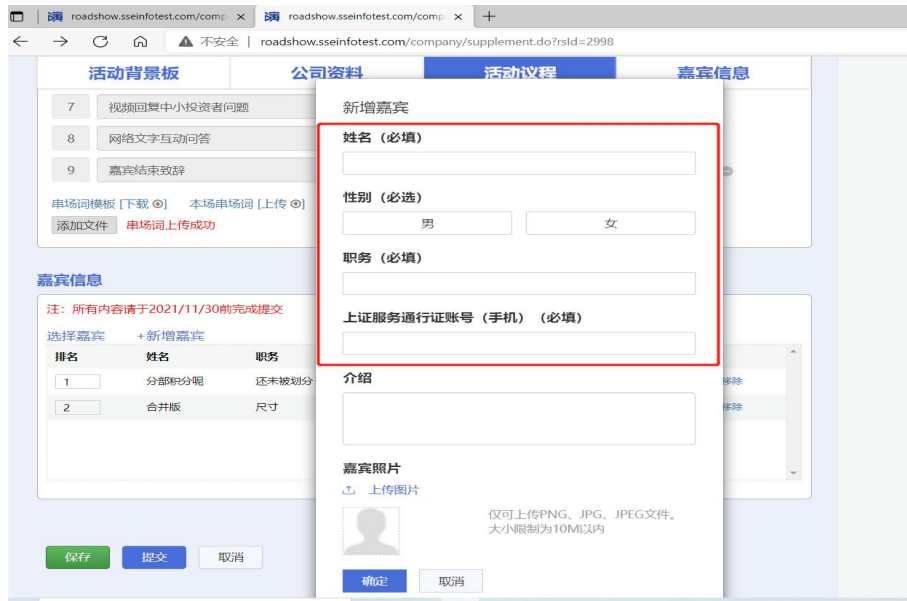 roadshow.sseinfotest.com/comp
roadshow.sseinfotest.com/comp
不安全 | roadshow.sseinfotest.com/company/supplement.do?rsId=2998
活动背景板 公司资料 活动议程 嘉宾信息
7 视频回复中小投资者问题
8 网络文字互动问答
9 嘉宾结束致辞
串场词模板 [下载] 本场串场词 [上传]
添加文件 串场词上传成功
嘉宾信息
注：所有内容请于2021/11/30前完成提交
选择嘉宾 +新增嘉宾
排名 姓名 职务
1 分部积分呢 还未被划分 移除
2 合并版 尺寸 移除
保存 提交 取消
新增嘉宾
姓名（必填）
性别（必选）
男 女
职务（必填）
上证服务通行证账号（手机）（必填）
介绍
嘉宾照片
上传图片
仅可上传PNG、JPG、JPEG文件。
大小限制为10M以内
确定 取消